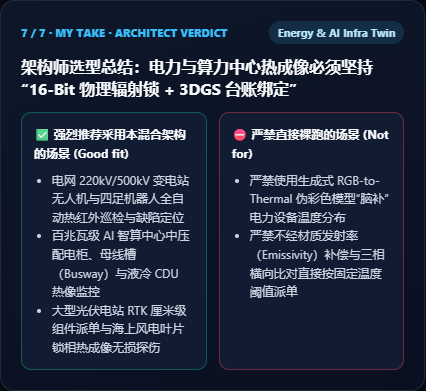 7 / 7 · MY TAKE · ARCHITECT VERDICT
Energy & AI Infra Twin
架构师选型总结：电力与算力中心热成像必须坚持
“16-Bit 物理辐射锁 + 3DGS 台账绑定”
✅ 强烈推荐采用本混合架构
的场景 (Good fit)
• 电网 220kV/500kV 变电站
无人机与四足机器人全自
动热红外巡检与缺陷定位
• 百兆瓦级 AI 智算中心中压
配电柜、母线槽
（Busway）与液冷 CDU
热像监控
• 大型光伏电站 RTK 厘米级
组件派单与海上风电叶片
锁相热成像无损探伤
⛔ 严禁直接裸跑的场景 (Not
for)
• 严禁使用生成式 RGB-to-
Thermal 伪彩色模型“脑补”
电力设备温度分布
• 严禁不经材质发射率
（Emissivity）补偿与三相
横向比对直接按固定温度
阈值派单